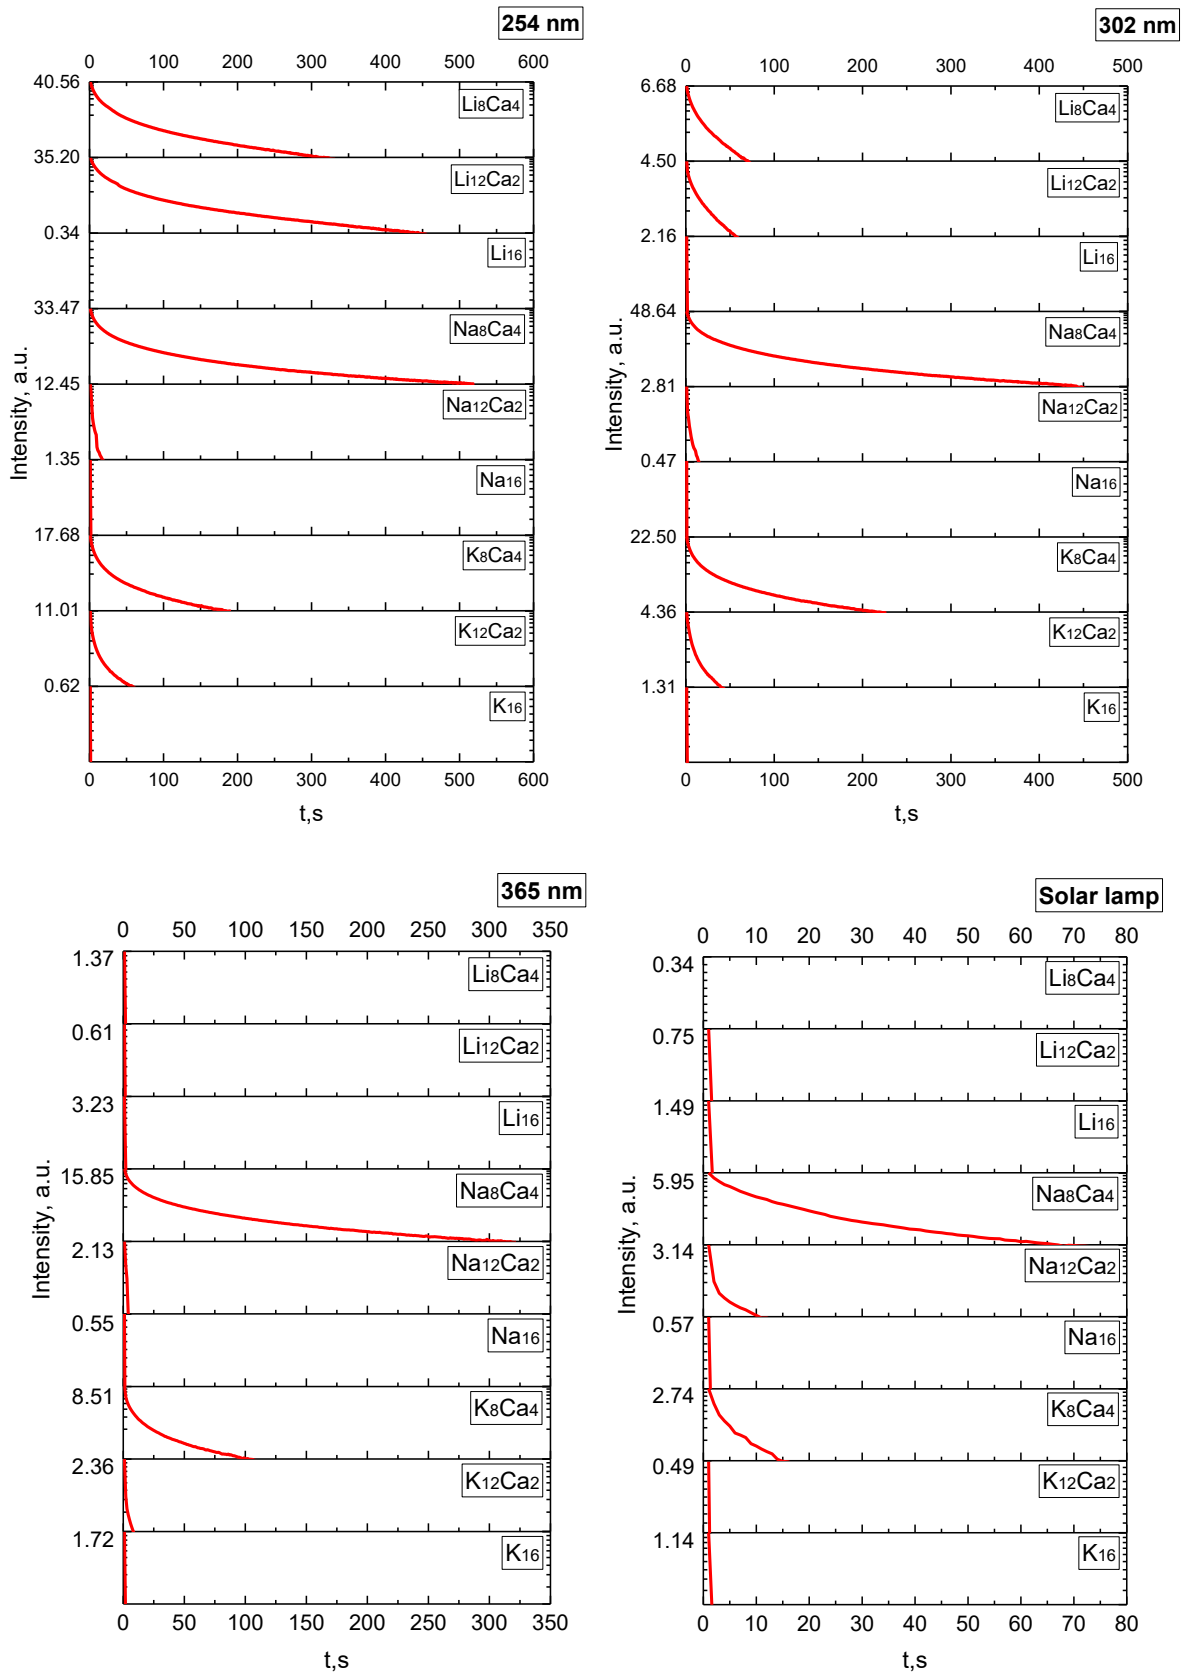 254 nm
0 100 200 300 400 500 600
40.56
Li8Ca4
35.20
Li12Ca2
0.34
Li16
33.47
Na8Ca4
12.45
Na12Ca2
1.35
Na16
17.68
K8Ca4
11.01
K12Ca2
0.62
K16
0 100 200 300 400 500 600
Intensity, a.u.
t,s
302 nm
0 100 200 300 400 500
6.68
Li8Ca4
4.50
Li12Ca2
2.16
Li16
48.64
Na8Ca4
2.81
Na12Ca2
0.47
Na16
22.50
K8Ca4
4.36
K12Ca2
1.31
K16
0 100 200 300 400 500
Intensity, a.u.
t,s
365 nm
0 50 100 150 200 250 300 350
1.37
Li8Ca4
0.61
Li12Ca2
3.23
Li16
15.85
Na8Ca4
2.13
Na12Ca2
0.55
Na16
8.51
K8Ca4
2.36
K12Ca2
1.72
K16
0 50 100 150 200 250 300 350
Intensity, a.u.
t,s
Solar lamp
0 10 20 30 40 50 60 70 80
0.34
Li8Ca4
0.75
Li12Ca2
1.49
Li16
5.95
Na8Ca4
3.14
Na12Ca2
0.57
Na16
2.74
K8Ca4
0.49
K12Ca2
1.14
K16
0 10 20 30 40 50 60 70 80
Intensity, a.u.
t,s